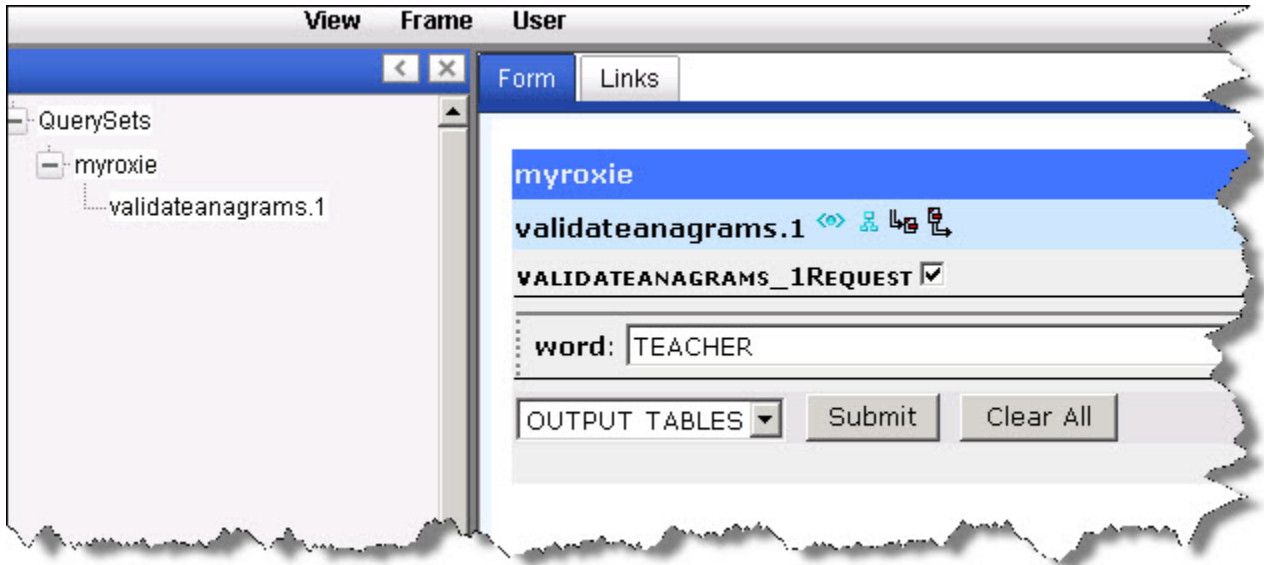 View Frame User
Form Links
QuerySets
myroxie
validateanagrams.1
myroxie
validateanagrams.1
VALIDATEANAGRAMS_1REQUEST
word: TEACHER
OUTPUT TABLES Submit Clear All